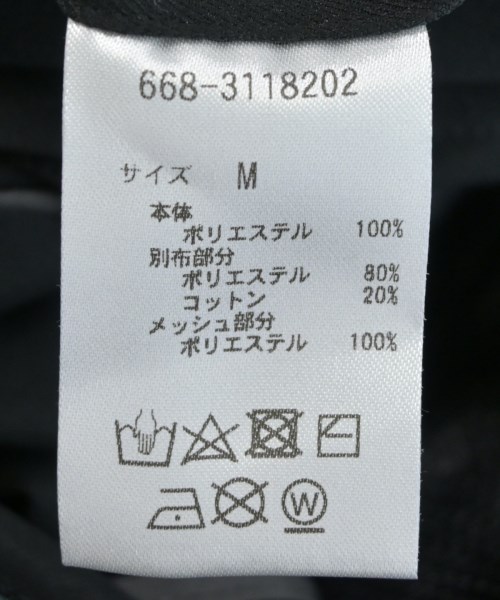 668-3118202
サイズ M
本体
ポリエステル 100%
別布部分
ポリエステル 80%
コットン 20%
メッシュ部分
ポリエステル 100%
W